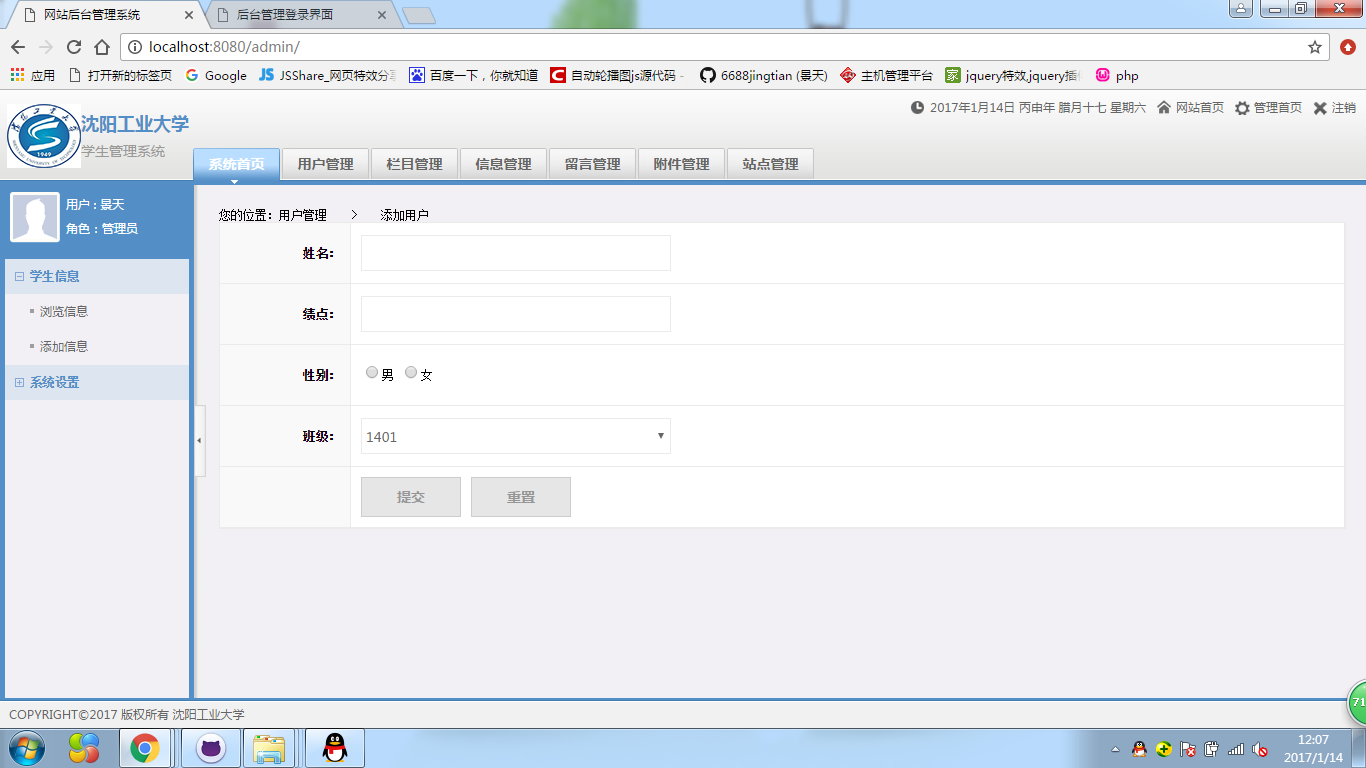 网站后台管理系统
后台管理登录界面
localhost:8080/admin/
应用 打开新的标签页 Google JSShare_网页特效分享 百度一下，你就知道 自动轮播图js源代码 - 6688jingtian (景天) 主机管理平台 jquery特效,jquery插 php
沈阳工业大学
学生管理系统
2017年1月14日 丙申年 腊月十七 星期六 网站首页 管理首页 注销
系统首页 用户管理 栏目管理 信息管理 留言管理 附件管理 站点管理
用户：景天
角色：管理员
学生信息
浏览信息
添加信息
系统设置
您的位置：用户管理 > 添加用户
姓名：
绩点：
性别： 男 女
班级： 1401
提交 重置
COPYRIGHT©2017 版权所有 沈阳工业大学
71
12:07
2017/1/14